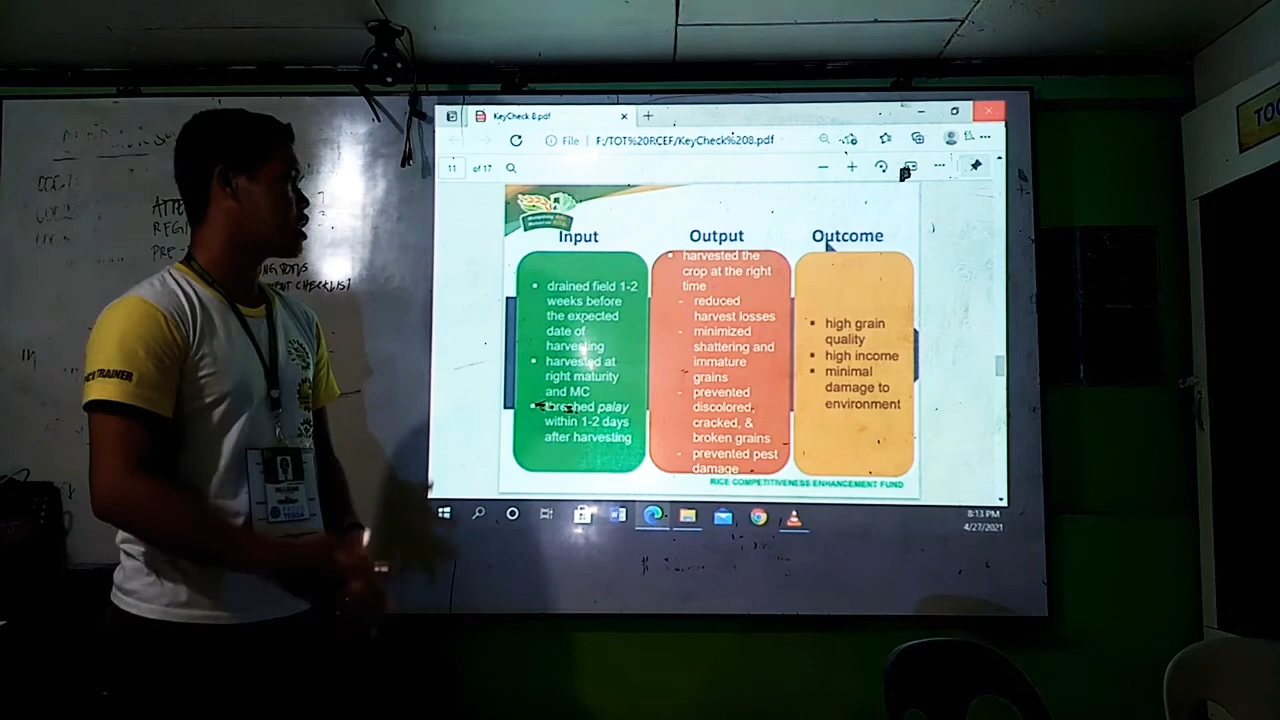 KeyCheck 8.pdf
File
F:/TOT%20RCEF/KeyCheck%208.pdf
11 of 17
Input
• drained field 1-2
weeks before
the expected
date of
harvesting
• harvested at
right maturity
and MC
• threshed palay
within 1-2 days
after harvesting
Output
• harvested the
crop at the right
time
- reduced
harvest losses
- minimized
shattering and
immature
grains
- prevented
discolored,
cracked, &
broken grains
- prevented pest
damage
Outcome
• high grain
quality
• high income
• minimal
damage to
environment
RICE COMPETITIVENESS ENHANCEMENT FUND
8:13 PM
4/27/2021
TRAINER
TESDA
PRE-
CHECKLIST
TOO